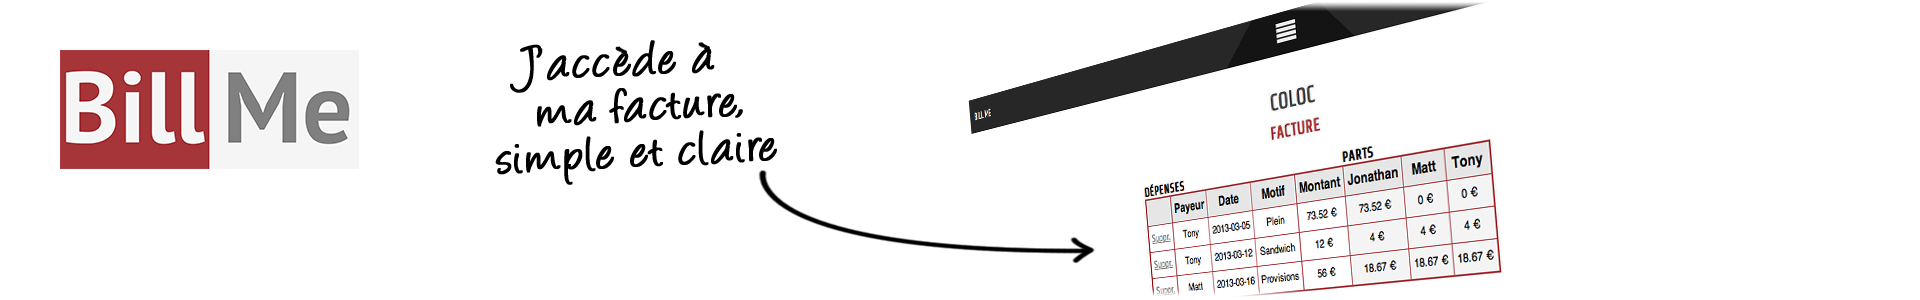 Bill Me
J'accède à
ma facture,
simple et claire
BILL ME
COLOC
FACTURE
PARTS
DÉPENSES
Payeur Date Motif Montant Jonathan Matt Tony
Suppr. Tony 2013-03-05 Plein 73.52 € 73.52 € 0 € 0 €
Suppr. Tony 2013-03-12 Sandwich 12 € 4 € 4 € 4 €
Suppr. Matt 2013-03-16 Provisions 56 € 18.67 € 18.67 € 18.67 €